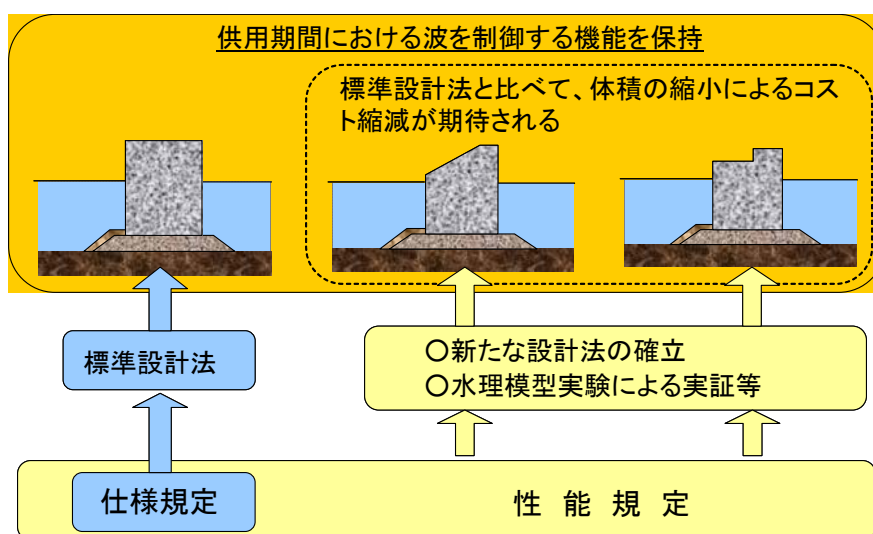 供用期間における波を制御する機能を保持
標準設計法と比べて、体積の縮小によるコス
ト縮減が期待される
標準設計法
○新たな設計法の確立
○水理模型実験による実証等
仕様規定
性能規定